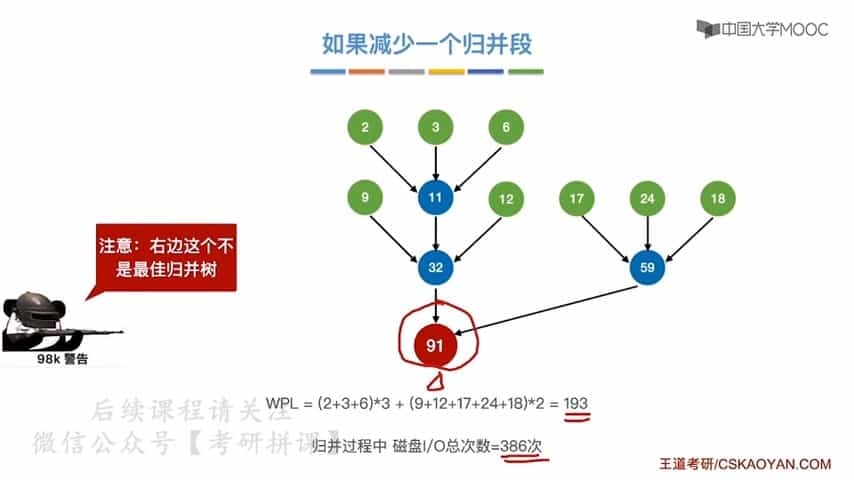 中国大学MOOC
如果减少一个归并段
2 3 6
9 11 12 17 24 18
注意：右边这个不
是最佳归并树
32 59
91
98k 警告
WPL = (2+3+6)*3 + (9+12+17+24+18)*2 = 193
后续课程请关注
微信公众号【考研拼课】
归并过程中 磁盘I/O总次数=386次
王道考研/CSKAOYAN.COM